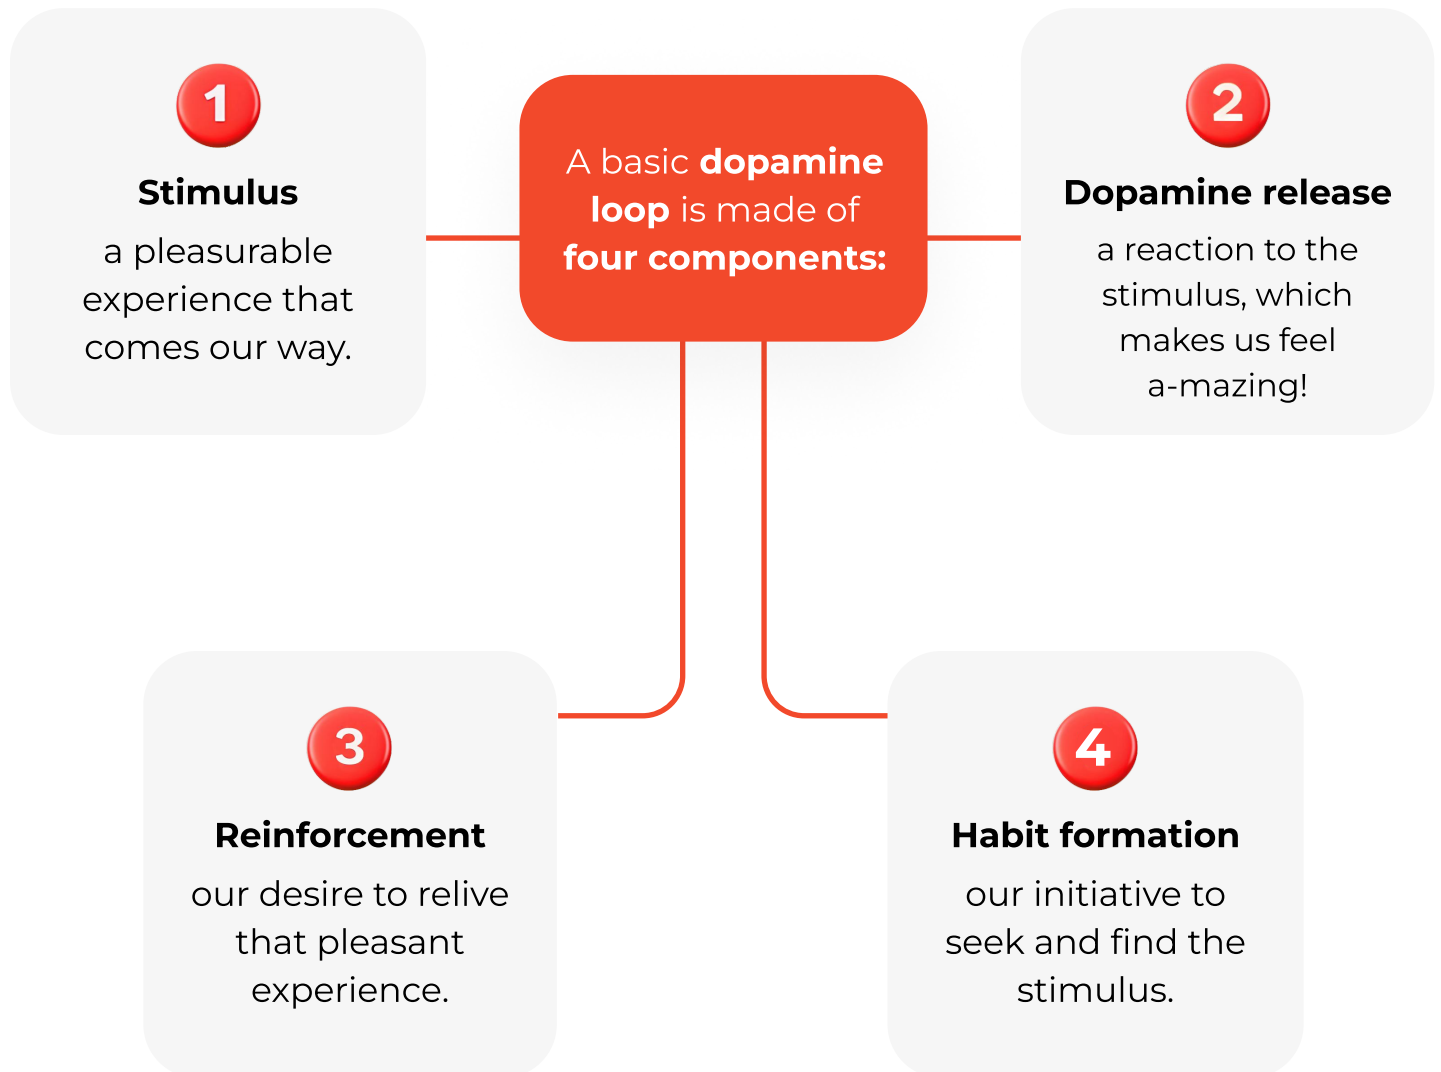 A basic dopamine
loop is made of
four components:
1
Stimulus
a pleasurable
experience that
comes our way.
2
Dopamine release
a reaction to the
stimulus, which
makes us feel
a-mazing!
3
Reinforcement
our desire to relive
that pleasant
experience.
4
Habit formation
our initiative to
seek and find the
stimulus.